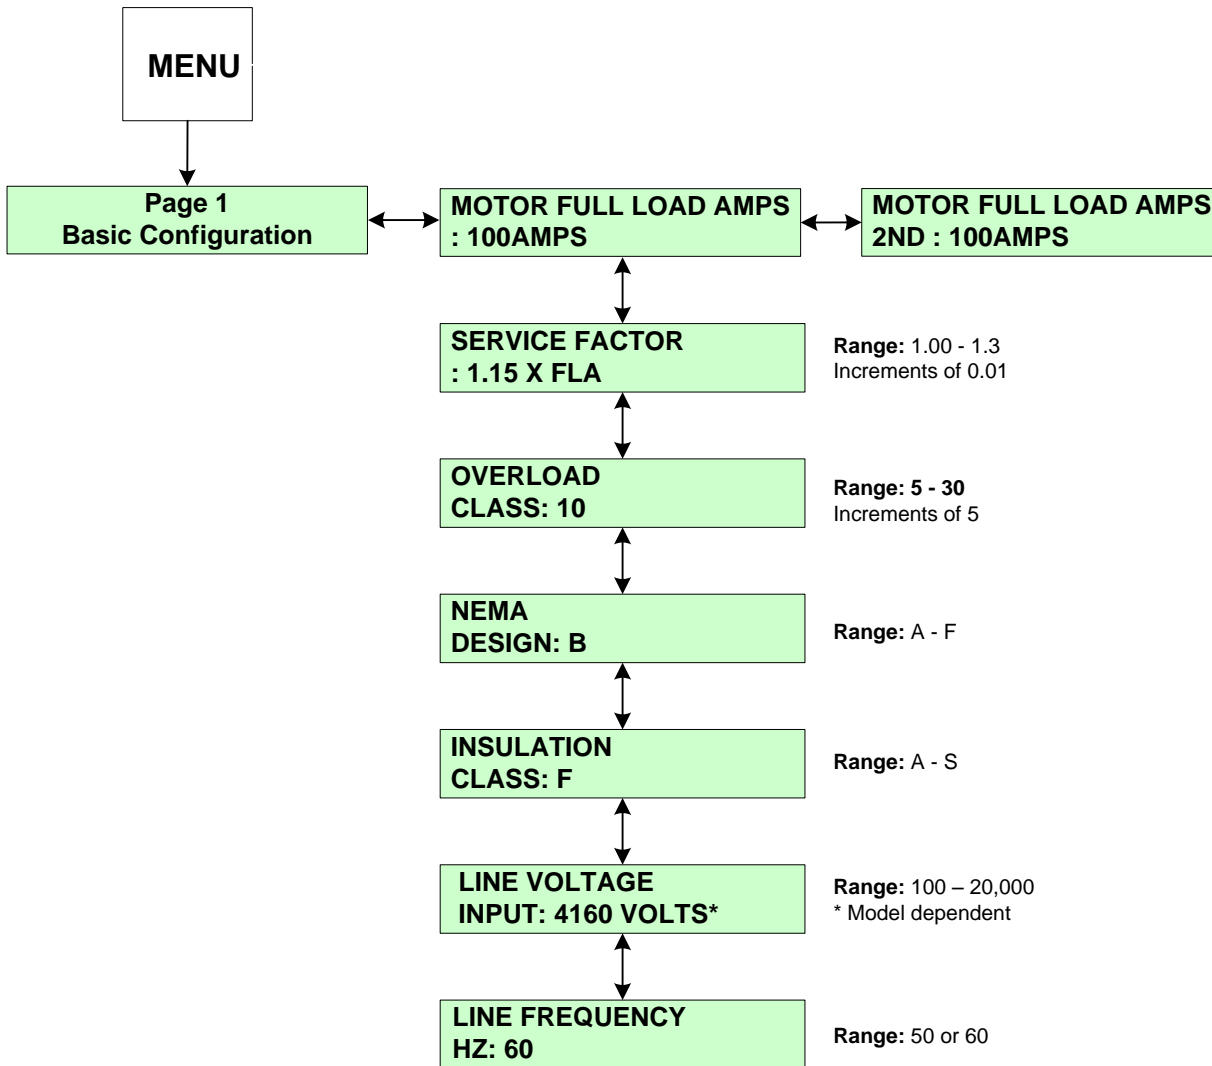 MENU
Page 1
Basic Configuration
MOTOR FULL LOAD AMPS
: 100AMPS
MOTOR FULL LOAD AMPS
2ND : 100AMPS
SERVICE FACTOR
: 1.15 X FLA
Range: 1.00 - 1.3
Increments of 0.01
OVERLOAD
CLASS: 10
Range: 5 - 30
Increments of 5
NEMA
DESIGN: B
Range: A - F
INSULATION
CLASS: F
Range: A - S
LINE VOLTAGE
INPUT: 4160 VOLTS*
Range: 100 – 20,000
* Model dependent
LINE FREQUENCY
HZ: 60
Range: 50 or 60